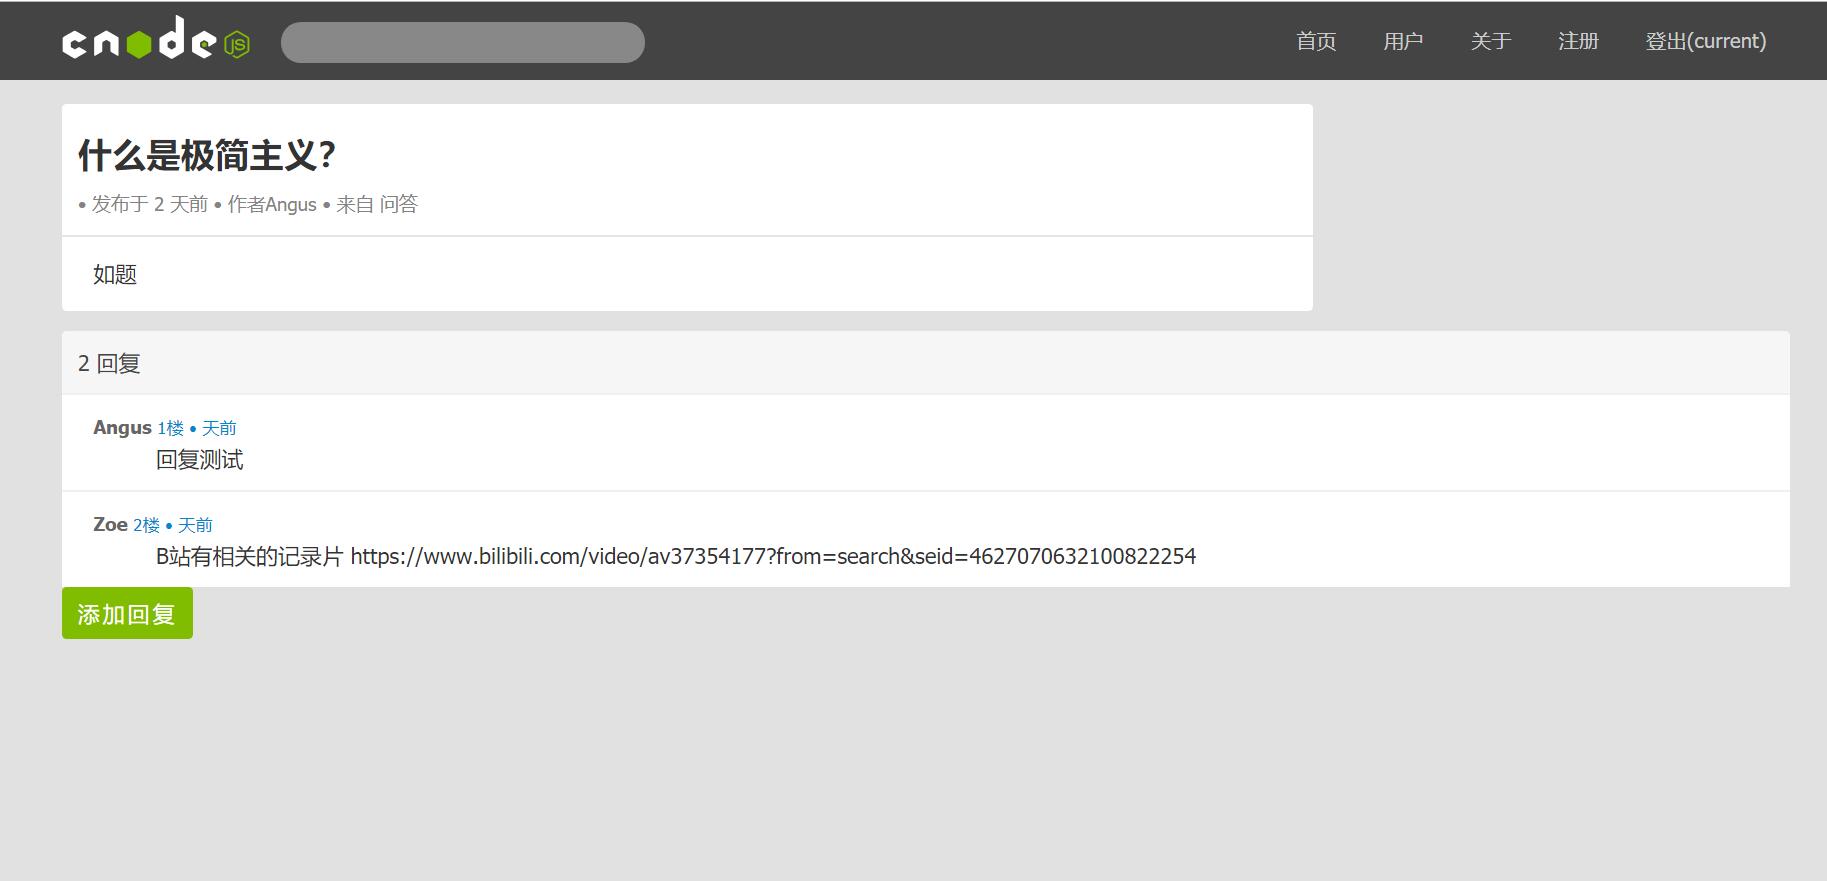 cnode JS
首页 用户 关于 注册 登出(current)
什么是极简主义?
• 发布于 2 天前 • 作者Angus • 来自 问答
如题
2 回复
Angus 1楼 • 天前
回复测试
Zoe 2楼 • 天前
B站有相关的记录片 https://www.bilibili.com/video/av37354177?from=search&seid=4627070632100822254
添加回复